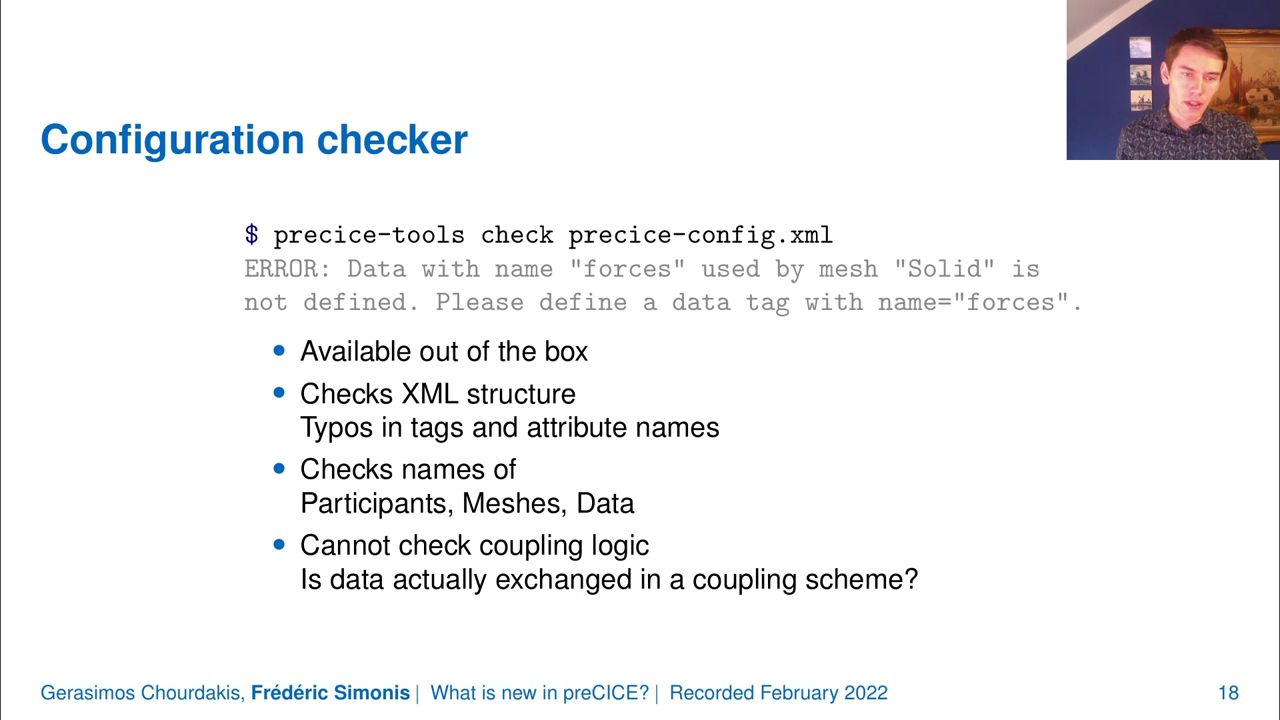 Configuration checker
$ precice-tools check precice-config.xml
ERROR: Data with name "forces" used by mesh "Solid" is
not defined. Please define a data tag with name="forces".
• Available out of the box
• Checks XML structure
Typos in tags and attribute names
• Checks names of
Participants, Meshes, Data
• Cannot check coupling logic
Is data actually exchanged in a coupling scheme?
Gerasimos Chourdakis, Frédéric Simonis | What is new in preCICE? | Recorded February 2022 18